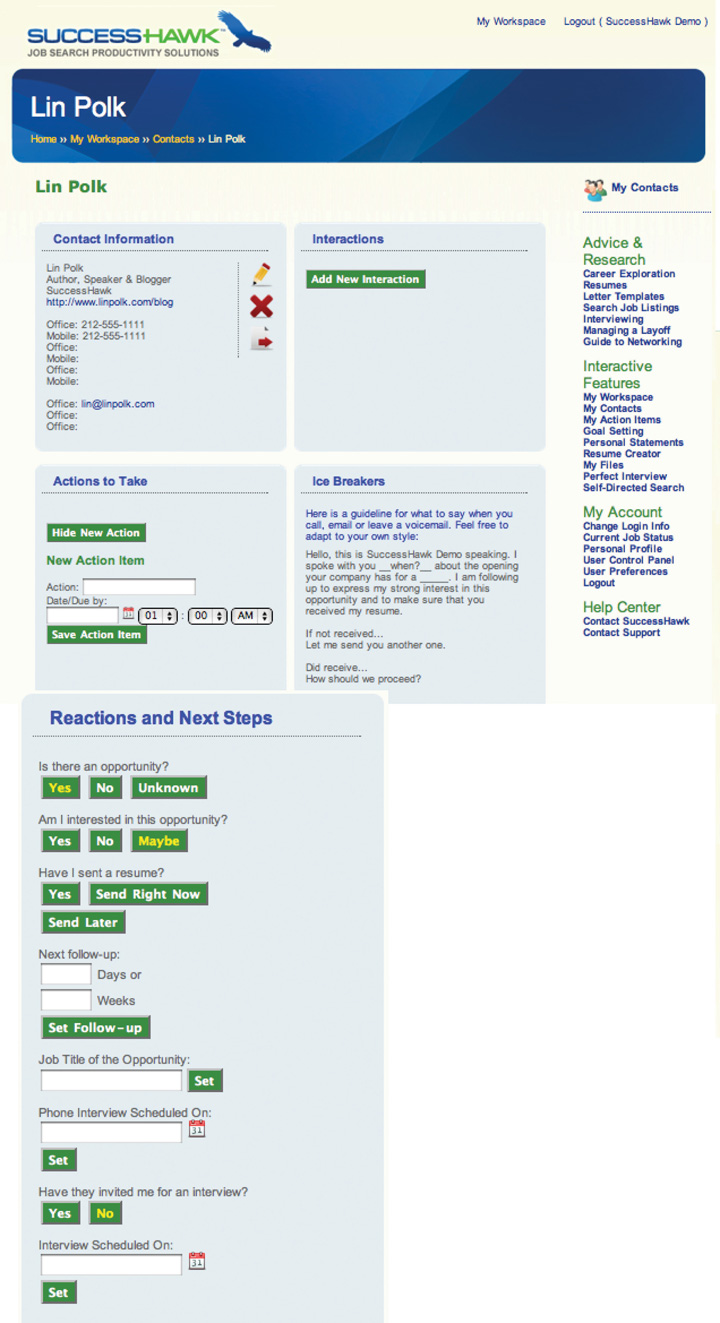 SUCCESSHAWK™
JOB SEARCH PRODUCTIVITY SOLUTIONS
My Workspace Logout ( SuccessHawk Demo )
Lin Polk
Home ›› My Workspace ›› Contacts ›› Lin Polk
Lin Polk
Contact Information
Lin Polk
Author, Speaker & Blogger
SuccessHawk
http://www.linpolk.com/blog
Office: 212-555-1111
Mobile: 212-555-1111
Office:
Mobile:
Office:
Mobile:
Office: lin@linpolk.com
Office:
Office:
Interactions
Add New Interaction
Actions to Take
Hide New Action
New Action Item
Action:
Date/Due by:
31 01 : 00 AM
Save Action Item
Ice Breakers
Here is a guideline for what to say when you
call, email or leave a voicemail. Feel free to
adapt to your own style:
Hello, this is SuccessHawk Demo speaking. I
spoke with you __when?__ about the opening
your company has for a _____. I am following
up to express my strong interest in this
opportunity and to make sure that you
received my resume.
If not received...
Let me send you another one.
Did receive...
How should we proceed?
My Contacts
Advice &
Research
Career Exploration
Resumes
Letter Templates
Search Job Listings
Interviewing
Managing a Layoff
Guide to Networking
Interactive
Features
My Workspace
My Contacts
My Action Items
Goal Setting
Personal Statements
Resume Creator
My Files
Perfect Interview
Self-Directed Search
My Account
Change Login Info
Current Job Status
Personal Profile
User Control Panel
User Preferences
Logout
Help Center
Contact SuccessHawk
Contact Support
Reactions and Next Steps
Is there an opportunity?
Yes No Unknown
Am I interested in this opportunity?
Yes No Maybe
Have I sent a resume?
Yes Send Right Now
Send Later
Next follow-up:
Days or
Weeks
Set Follow-up
Job Title of the Opportunity:
Set
Phone Interview Scheduled On:
31
Set
Have they invited me for an interview?
Yes No
Interview Scheduled On:
31
Set